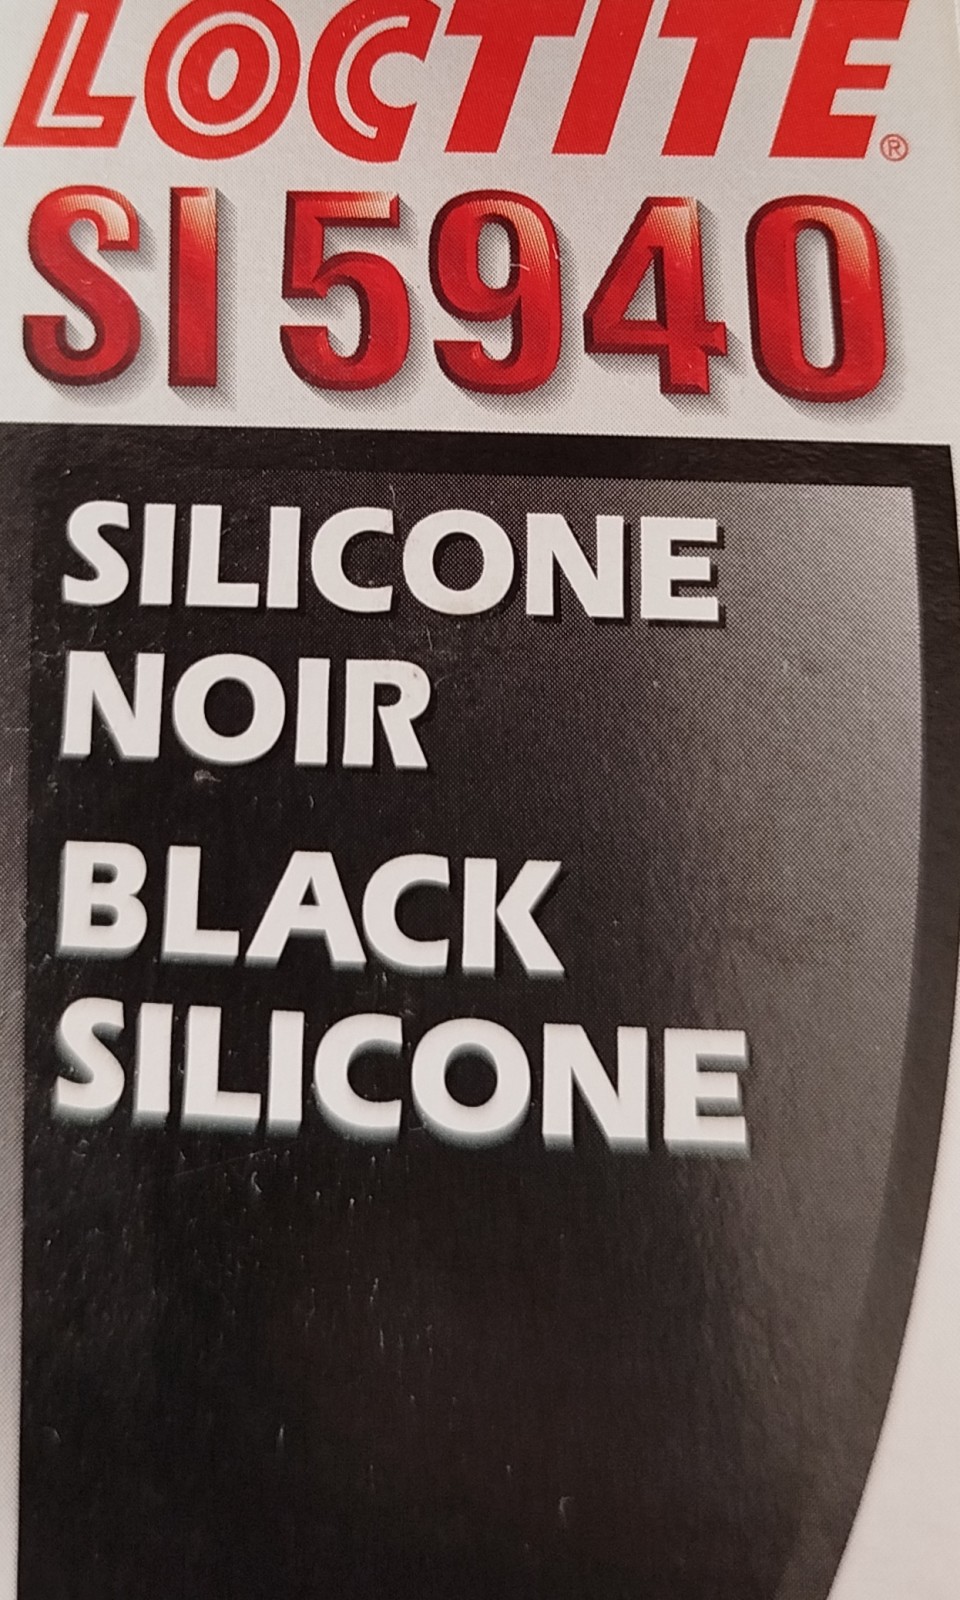 LOCTITE®
SI 5940
SILICONE
NOIR
BLACK
SILICONE